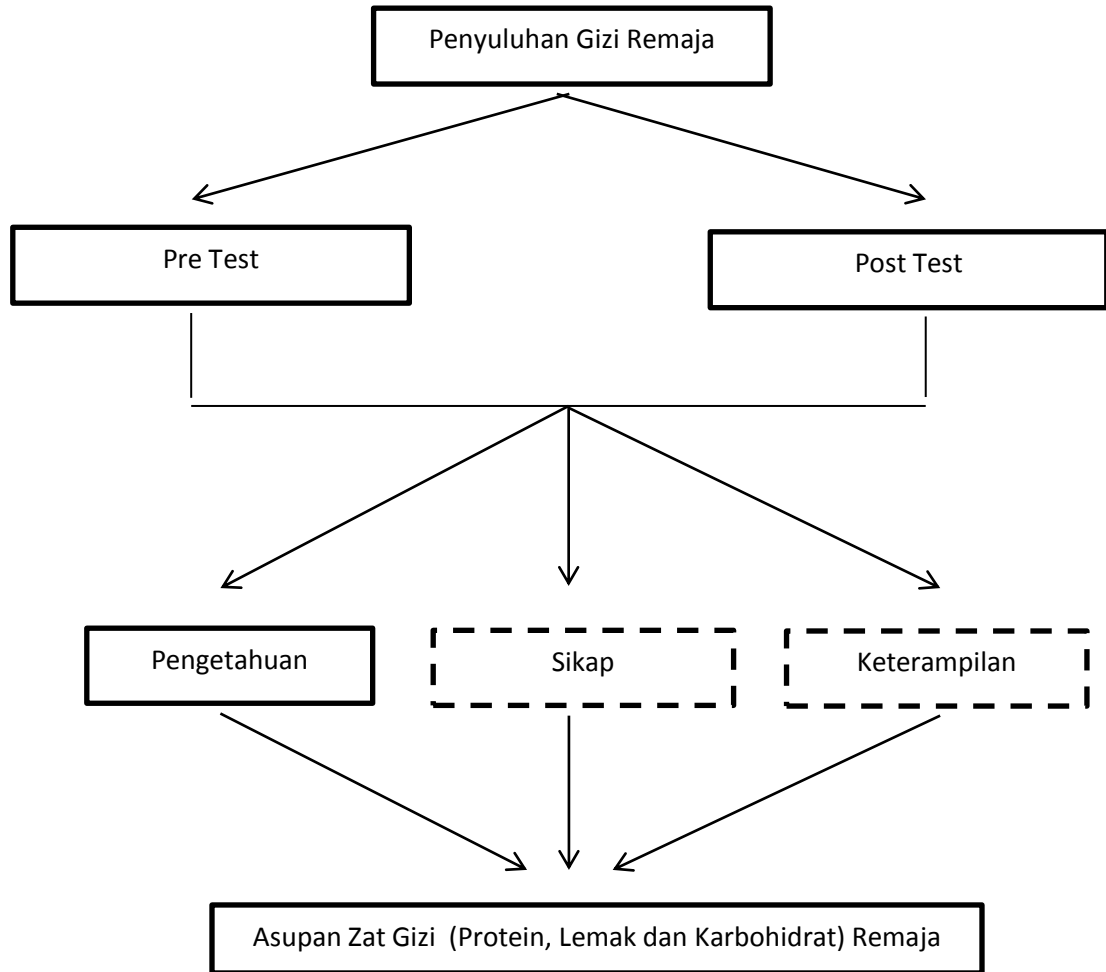 Penyuluhan Gizi Remaja
Pre Test
Post Test
Pengetahuan
Sikap
Keterampilan
Asupan Zat Gizi  (Protein, Lemak dan Karbohidrat) Remaja